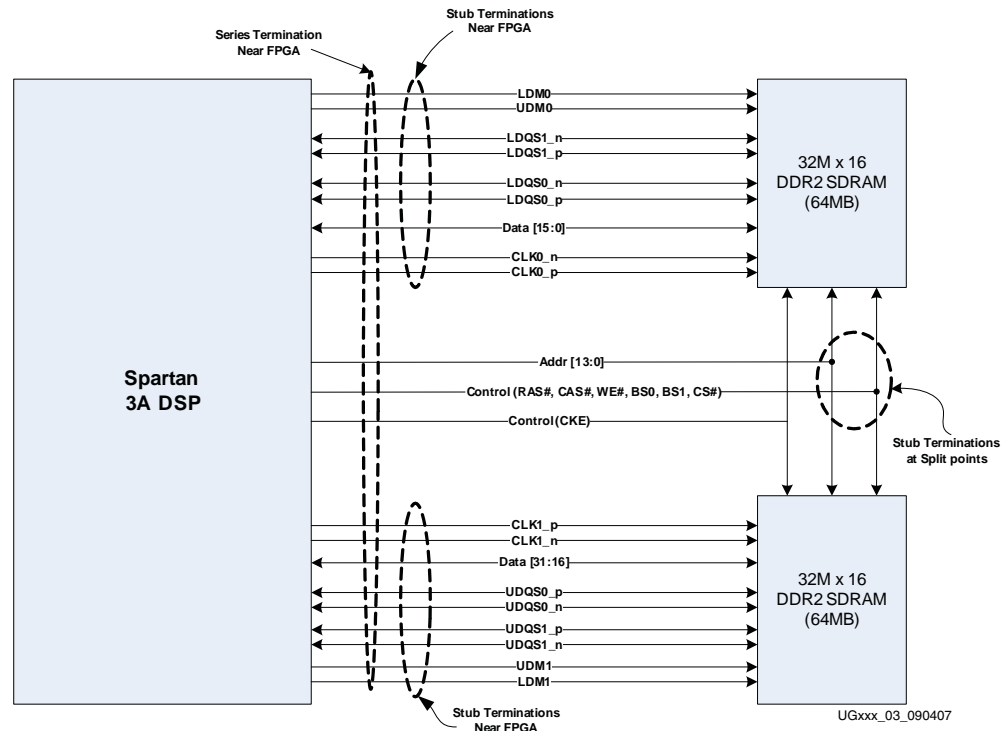 Stub Terminations
Near FPGA
Series Termination
Near FPGA
LDM0
UDM0
LDQS1_n
LDQS1_p
LDQS0_n
LDQS0_p
Data [15:0]
CLK0_n
CLK0_p
32M x 16
DDR2 SDRAM
(64MB)
Spartan
3A DSP
Addr [13:0]
Control (RAS#, CAS#, WE#, BS0, BS1, CS#)
Control (CKE)
Stub Terminations
at Split points
CLK1_p
CLK1_n
Data [31:16]
UDQS0_p
UDQS0_n
UDQS1_p
UDQS1_n
UDM1
LDM1
32M x 16
DDR2 SDRAM
(64MB)
Stub Terminations
Near FPGA
UGxxx_03_090407